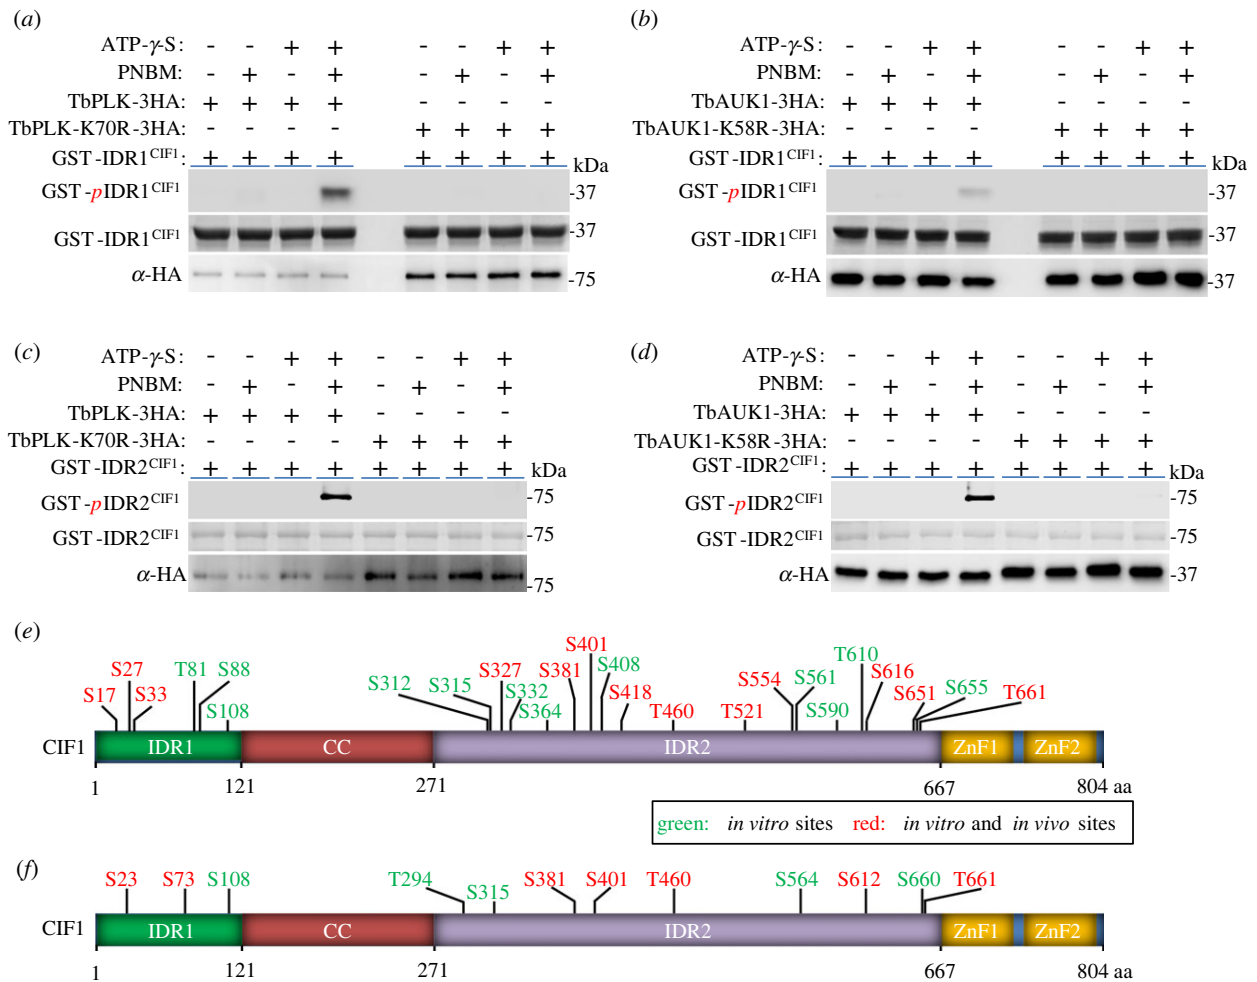 (a)
ATP-γ-S: - - + + - - + +
PNBM: - + - + - + - +
TbPLK-3HA: + + + + - - - -
TbPLK-K70R-3HA: - - - - + + + +
GST-IDR1CIF1: + + + + + + + + kDa
GST-pIDR1CIF1 -37
GST-IDR1CIF1 -37
α-HA -75
(b)
ATP-γ-S: - - + + - - + +
PNBM: - + - + - + - +
TbAUK1-3HA: + + + + - - - -
TbAUK1-K58R-3HA: - - - - + + + +
GST-IDR1CIF1: + + + + + + + + kDa
GST-pIDR1CIF1 -37
GST-IDR1CIF1 -37
α-HA -37
(c)
ATP-γ-S: - - + + - - + +
PNBM: - + - + - + - +
TbPLK-3HA: + + + + - - - -
TbPLK-K70R-3HA: - - - - + + + +
GST-IDR2CIF1: + + + + + + + + kDa
GST-pIDR2CIF1 -75
GST-IDR2CIF1 -75
α-HA -75
(d)
ATP-γ-S: - - + + - - + +
PNBM: - + - + - + - +
TbAUK1-3HA: + + + + - - - -
TbAUK1-K58R-3HA: - - - - + + + +
GST-IDR2CIF1: + + + + + + + + kDa
GST-pIDR2CIF1 -75
GST-IDR2CIF1 -75
α-HA -37
(e)
S17 S27 S33 T81 S88 S108 S312 S315 S327 S332 S364 S381 S401 S408 S418 T460 T521 S554 S561 S590 T610 S616 S651 S655 T661
CIF1 IDR1 CC IDR2 ZnF1 ZnF2
1 121 271 667 804 aa
green: in vitro sites red: in vitro and in vivo sites
(f)
S23 S73 S108 T294 S315 S381 S401 T460 S564 S612 S660 T661
CIF1 IDR1 CC IDR2 ZnF1 ZnF2
1 121 271 667 804 aa